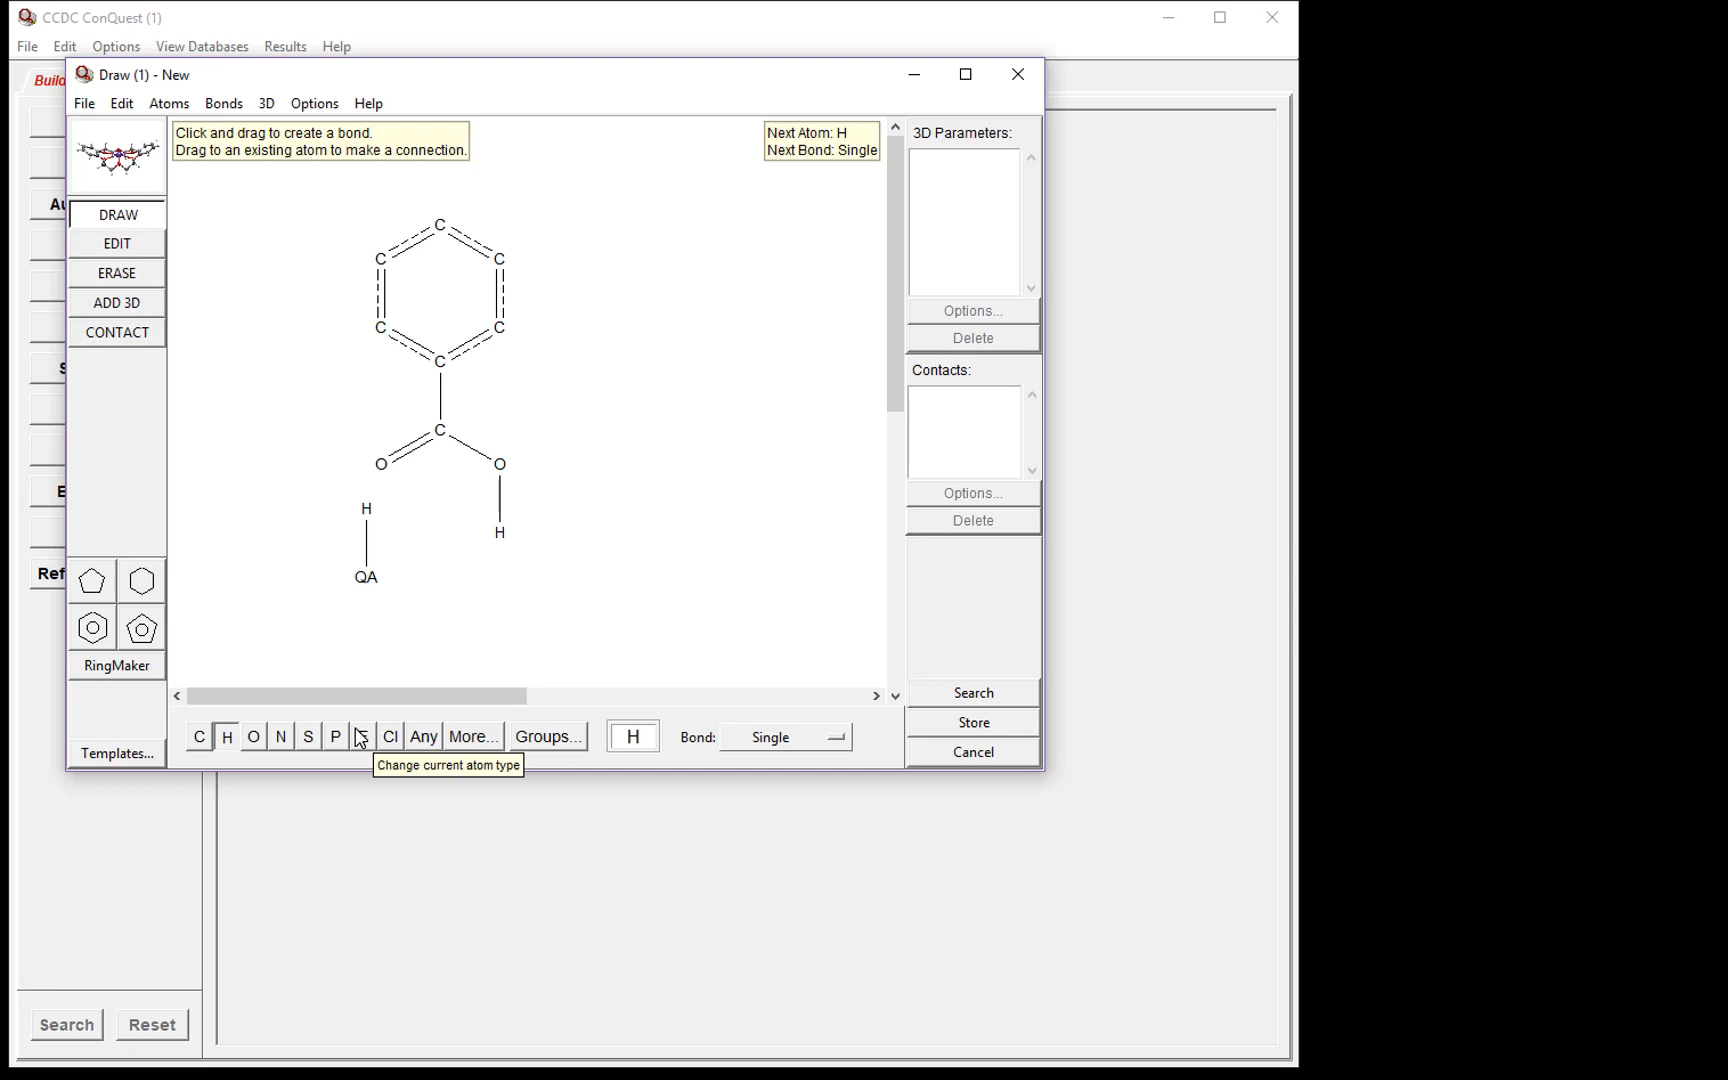 CCDC ConQuest (1)
File Edit Options View Databases Results Help
Build
Draw (1) - New
File Edit Atoms Bonds 3D Options Help
Click and drag to create a bond.
Drag to an existing atom to make a connection.
Next Atom: H
Next Bond: Single
3D Parameters:
Options...
Delete
Contacts:
Options...
Delete
Search
Store
Cancel
DRAW
EDIT
ERASE
ADD 3D
CONTACT
Au
S
E
Ref
C
C C
C C
C
C
O O
H
H
QA
RingMaker
Templates...
C H O N S P Cl Any More... Groups... H Bond: Single
Change current atom type
Search Reset